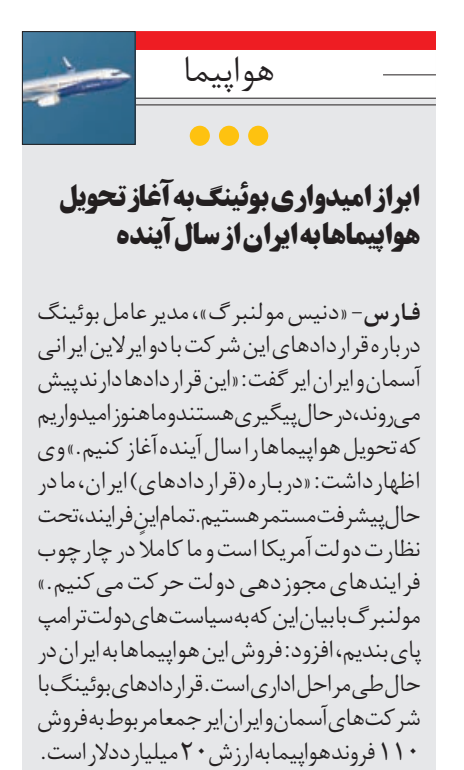 هواپیما
ابراز امیدواری بوئینگ به آغاز تحویل
هواپیماها به ایران از سال آینده
فارس- «دنیس مولنبرگ»، مدیر عامل بوئینگ
درباره قراردادهای این شرکت با دو ایرلاین ایرانی
آسمان و ایران ایر گفت: «این قراردادها دارند پیش
می‌روند، در حال پیگیری هستند و ما هنوز امیدواریم
که تحویل هواپیماها را سال آینده آغاز کنیم.» وی
اظهار داشت: «درباره (قراردادهای) ایران، ما در
حال پیشرفت مستمر هستیم. تمام این فرایند، تحت
نظارت دولت آمریکا است و ما کاملاً در چارچوب
فرایندهای مجوزدهی دولت حرکت می کنیم.»
مولنبرگ با بیان این که به سیاست‌های دولت ترامپ
پای بندیم، افزود: فروش این هواپیماها به ایران در
حال طی مراحل اداری است. قراردادهای بوئینگ با
شرکت‌های آسمان و ایران ایر جمعا مربوط به فروش
۱۱۰ فروند هواپیما به ارزش ۲۰ میلیارد دلار است.